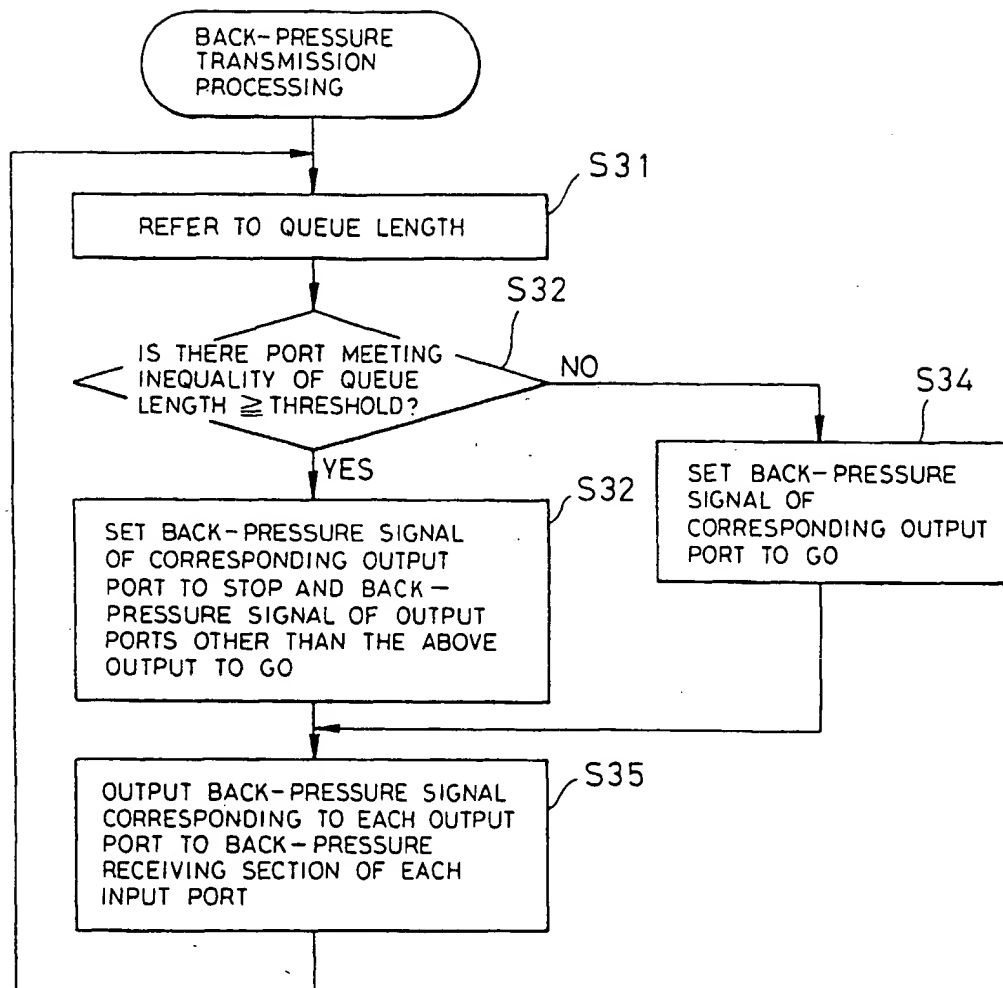 BACK-PRESSURE
TRANSMISSION
PROCESSING
S31
REFER TO QUEUE LENGTH
S32
IS THERE PORT MEETING
INEQUALITY OF QUEUE
LENGTH ≧ THRESHOLD?
NO
S34
YES
SET BACK-PRESSURE
SIGNAL OF
CORRESPONDING OUTPUT
PORT TO GO
S32
SET BACK-PRESSURE SIGNAL
OF CORRESPONDING OUTPUT
PORT TO STOP AND BACK-
PRESSURE SIGNAL OF OUTPUT
PORTS OTHER THAN THE ABOVE
OUTPUT TO GO
S35
OUTPUT BACK-PRESSURE SIGNAL
CORRESPONDING TO EACH OUTPUT
PORT TO BACK-PRESSURE
RECEIVING SECTION OF EACH
INPUT PORT